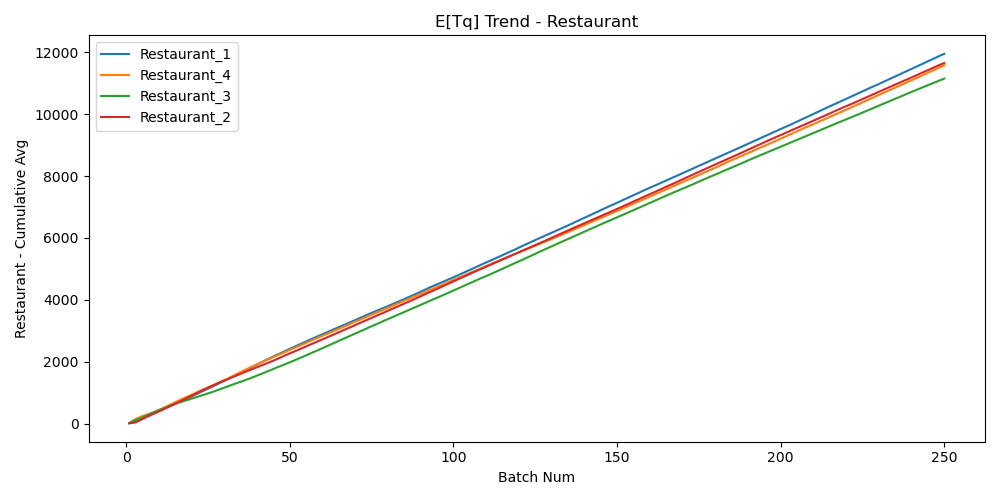 E[Tq] Trend - Restaurant
Restaurant - Cumulative Avg
12000
10000
8000
6000
4000
2000
0
Restaurant_1
Restaurant_4
Restaurant_3
Restaurant_2
0 50 100 150 200 250
Batch Num